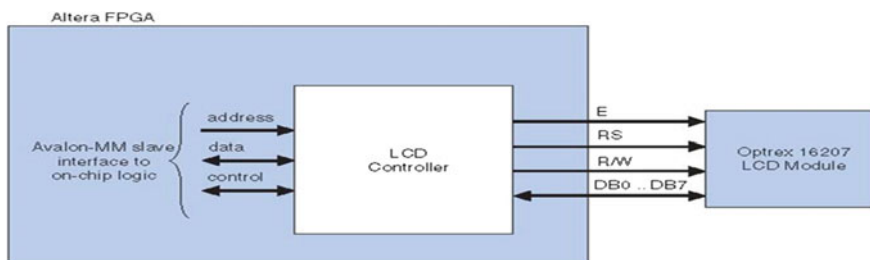 Altera FPGA
address
Avalon-MM slave
interface to
on-chip logic
data
control
LCD
Controller
E
RS
R/W
DB0 .. DB7
Optrex 16207
LCD Module